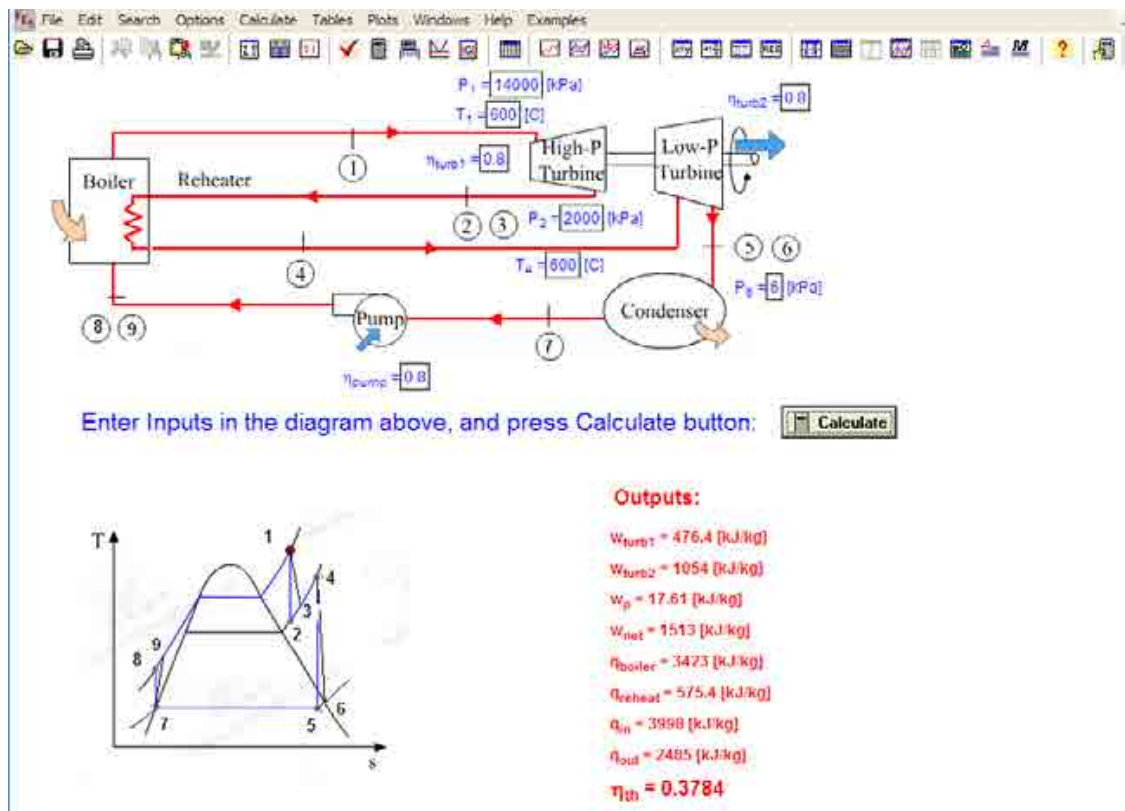 File Edit Search Options Calculate Tables Plots Windows Help Examples
P1 = 14000 [kPa]
T1 = 600 [C]
ηturb2 = 0.8
ηturb1 = 0.8
High-P Turbine
Low-P Turbine
Boiler
Reheater
1
2 3
P2 = 2000 [kPa]
4
T4 = 600 [C]
5 6
P6 = 6 [kPa]
Condenser
8 9
Pump
7
ηpump = 0.8
Enter Inputs in the diagram above, and press Calculate button:
Calculate
Outputs:
wturb1 = 476.4 [kJ/kg]
wturb2 = 1054 [kJ/kg]
wp = 17.61 [kJ/kg]
wnet = 1513 [kJ/kg]
qboiler = 3423 [kJ/kg]
qreheat = 575.4 [kJ/kg]
qin = 3998 [kJ/kg]
qout = 2485 [kJ/kg]
ηth = 0.3784
T
1
4
3
2
9
8
7
5
6
s